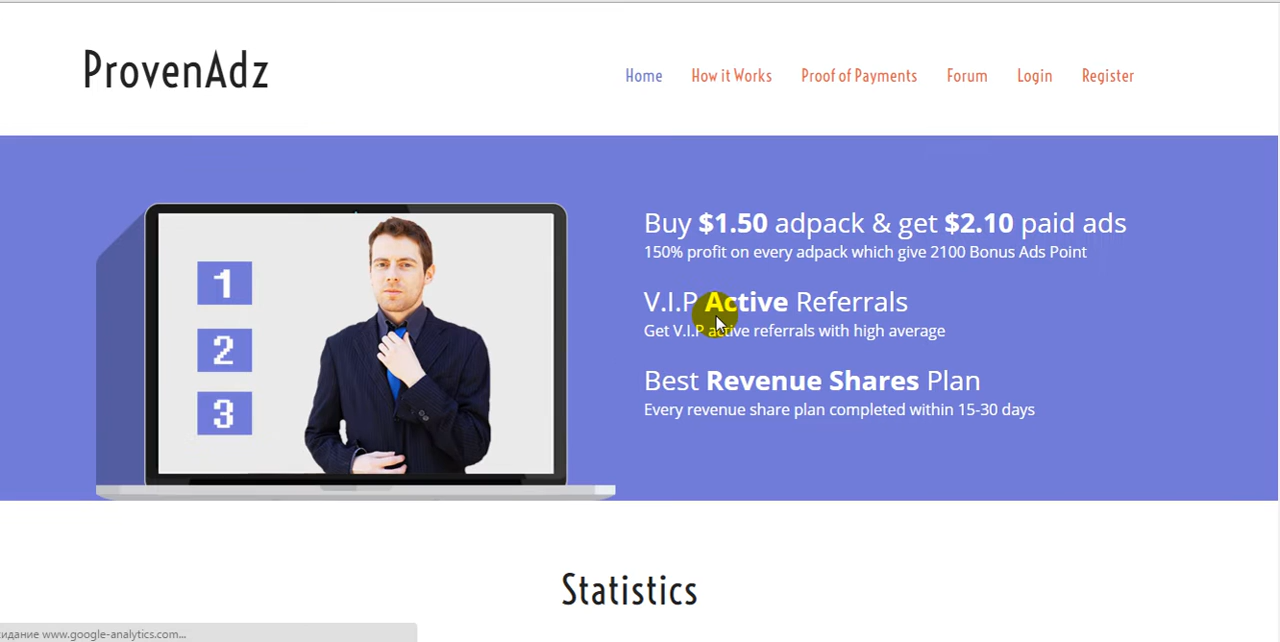 ProvenAdz
Home How it Works Proof of Payments Forum Login Register
Buy $1.50 adpack & get $2.10 paid ads
150% profit on every adpack which give 2100 Bonus Ads Point
V.I.P Active Referrals
Get V.I.P active referrals with high average
Best Revenue Shares Plan
Every revenue share plan completed within 15-30 days
1
2
3
Statistics
идание www.google-analytics.com...